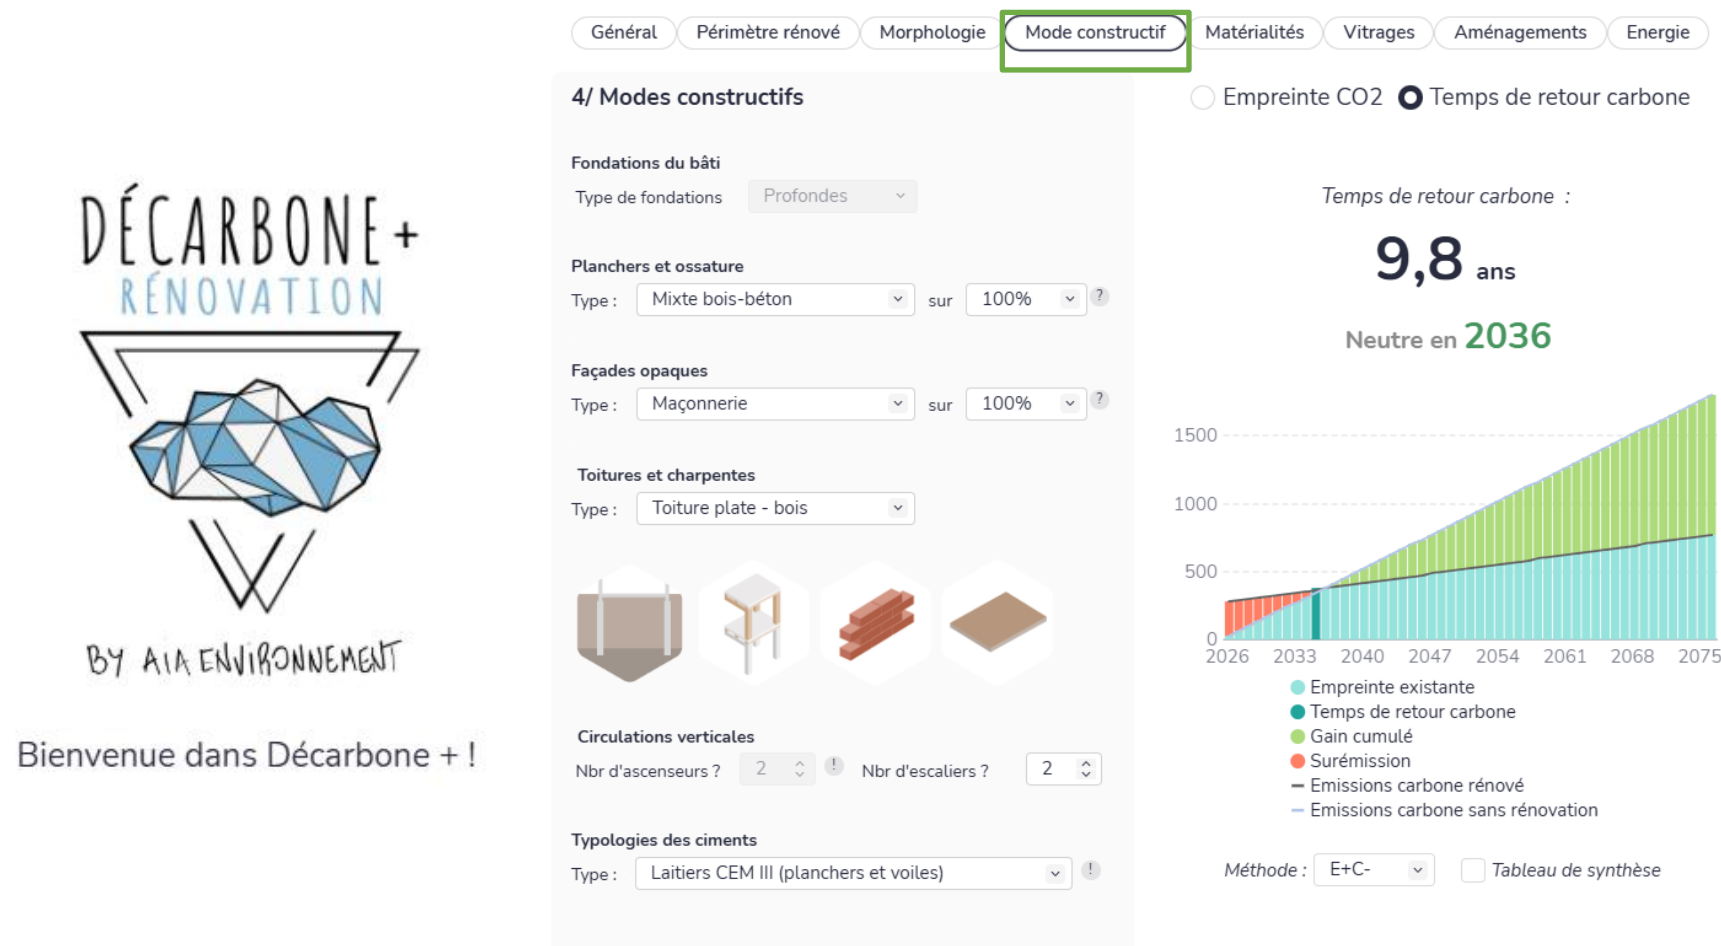 Général Périmètre rénové Morphologie Mode constructif Matérialités Vitrages Aménagements Energie
DÉCARBONE+
RÉNOVATION
BY AIA ENVIRONNEMENT
Bienvenue dans Décarbone + !
4/ Modes constructifs
Fondations du bâti
Type de fondations Profondes
Planchers et ossature
Type : Mixte bois-béton sur 100% ?
Façades opaques
Type : Maçonnerie sur 100% ?
Toitures et charpentes
Type : Toiture plate - bois
Circulations verticales
Nbr d'ascenseurs ? 2 ! Nbr d'escaliers ? 2
Typologies des ciments
Type : Laitiers CEM III (planchers et voiles) !
Empreinte CO2 Temps de retour carbone
Temps de retour carbone :
9,8 ans
Neutre en 2036
1500
1000
500
0
2026 2033 2040 2047 2054 2061 2068 2075
Empreinte existante
Temps de retour carbone
Gain cumulé
Surémission
Emissions carbone rénové
Emissions carbone sans rénovation
Méthode : E+C- Tableau de synthèse